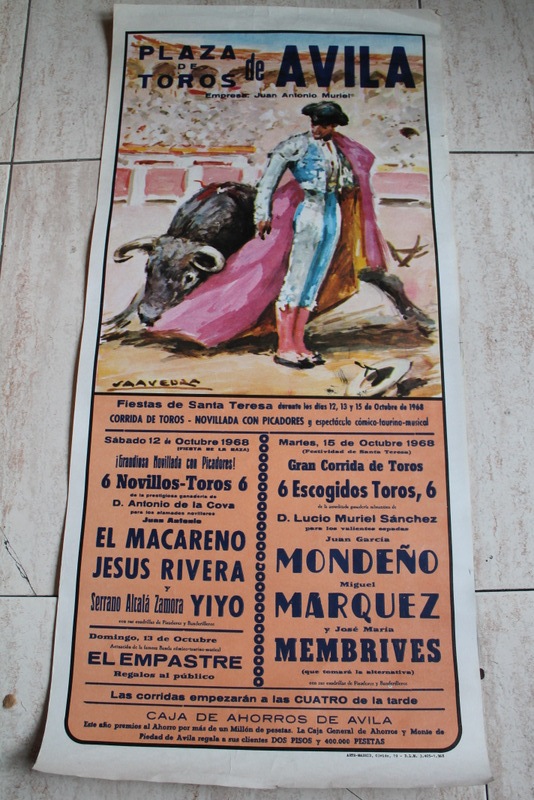 PLAZA DE TOROS de AVILA
Empresa: Juan Antonio Muriel
SAAVEDRA
Fiestas de Santa Teresa durante los días 12, 13 y 15 de Octubre de 1968
CORRIDA DE TOROS - NOVILLADA CON PICADORES y espectáculo cómico-taurino-musical
Sábado 12 de Octubre 1968
(FIESTA DE LA RAZA)
¡Grandiosa Novillada con Picadores!
6 Novillos-Toros 6
de la prestigiosa ganadería de
D. Antonio de la Cova
para los afamados novilleros
Juan Antonio
EL MACARENO
JESUS RIVERA
y
Serrano Alcalá Zamora YIYO
con sus cuadrillas de Picadores y Banderilleros
Domingo, 13 de Octubre
Actuación de la famosa Banda cómico-taurino-musical
EL EMPASTRE
Regalos al público
Martes, 15 de Octubre 1968
(Festividad de Santa Teresa)
Gran Corrida de Toros
6 Escogidos Toros, 6
de la acreditada ganadería salmantina de
D. Lucio Muriel Sánchez
para los valientes espadas
Juan García
MONDEÑO
Miguel
MARQUEZ
y José María
MEMBRIVES
(que tomará la alternativa)
con sus cuadrillas de Picadores y Banderilleros
Las corridas empezarán a las CUATRO de la tarde
CAJA DE AHORROS DE AVILA
Este año premios al Ahorro por más de un Millón de pesetas. La Caja General de Ahorros y Monte de
Piedad de Avila regala a sus clientes DOS PISOS y 400.000 PESETAS